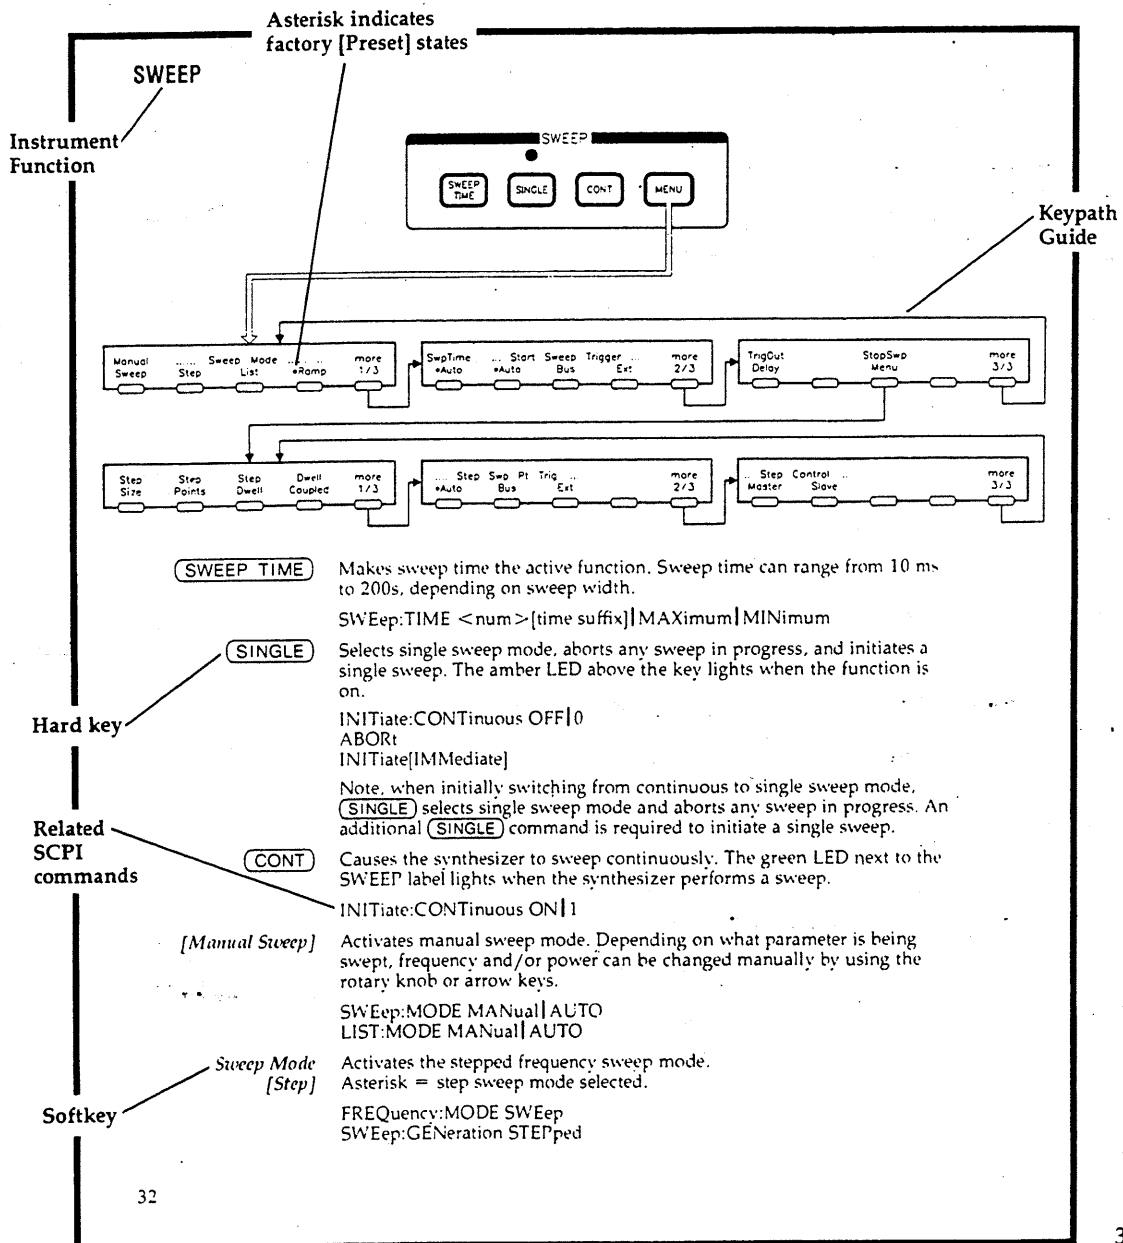 Asterisk indicates
factory [Preset] states
SWEEP
Instrument
Function
SWEEP
SWEEP
TIME
SINGLE
CONT
MENU
Keypath
Guide
Manual
Sweep
...... Sweep Mode ... ..
Step
List
*Ramp
more
1/3
SwpTime
*Auto
... Start Sweep Trigger ...
*Auto
Bus
Ext
more
2/3
TrigOut
Delay
StopSwp
Menu
more
3/3
Step
Size
Step
Points
Step
Dwell
Dwell
Coupled
more
1/3
.... Step Swp Pt Trig ..
*Auto
Bus
Ext
more
2/3
.. Step Control ..
Master
Slave
more
3/3
SWEEP TIME
Makes sweep time the active function. Sweep time can range from 10 ms
to 200s, depending on sweep width.
SWEep:TIME <num>[time suffix]|MAXimum|MINimum
SINGLE
Selects single sweep mode, aborts any sweep in progress, and initiates a
single sweep. The amber LED above the key lights when the function is
on.
Hard key
INITiate:CONTinuous OFF|0
ABORt
INITiate[IMMediate]
Note, when initially switching from continuous to single sweep mode,
SINGLE selects single sweep mode and aborts any sweep in progress. An
additional SINGLE command is required to initiate a single sweep.
Related
SCPI
commands
CONT
Causes the synthesizer to sweep continuously. The green LED next to the
SWEEP label lights when the synthesizer performs a sweep.
INITiate:CONTinuous ON|1
[Manual Sweep]
Activates manual sweep mode. Depending on what parameter is being
swept, frequency and/or power can be changed manually by using the
rotary knob or arrow keys.
SWEep:MODE MANual|AUTO
LIST:MODE MANual|AUTO
Sweep Mode
[Step]
Activates the stepped frequency sweep mode.
Asterisk = step sweep mode selected.
Softkey
FREQuency:MODE SWEep
SWEep:GENeration STEPped
32
3